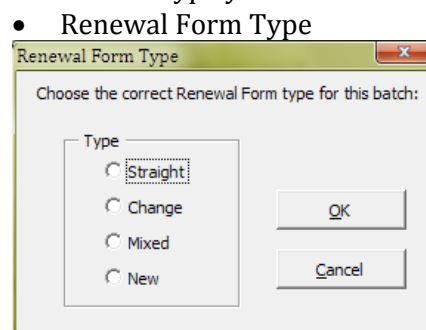 • Renewal Form Type
Renewal Form Type
Choose the correct Renewal Form type for this batch:
Type
Straight
Change
OK
Mixed
Cancel
New